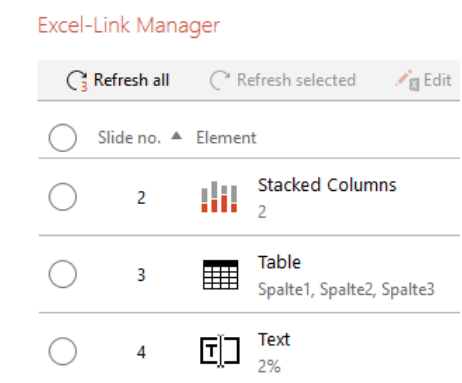 Excel-Link Manager
3 Refresh all Refresh selected X Edit
Slide no. ▲ Element
2 Stacked Columns
2
3 Table
Spalte1, Spalte2, Spalte3
4 T Text
2%